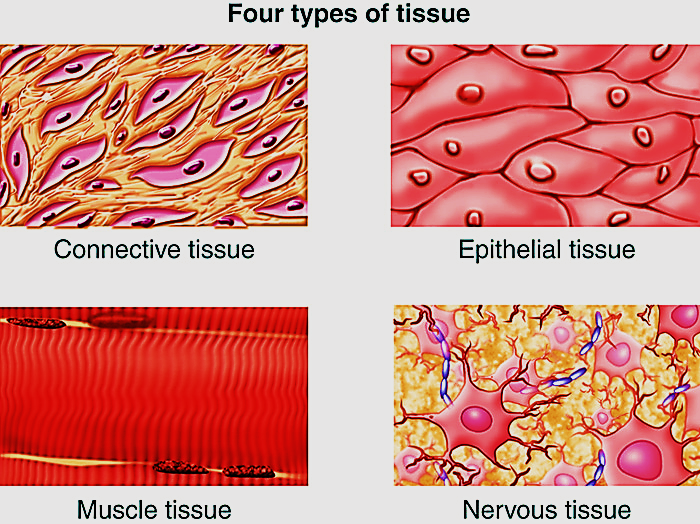 Four types of tissue
Connective tissue
Epithelial tissue
Muscle tissue
Nervous tissue